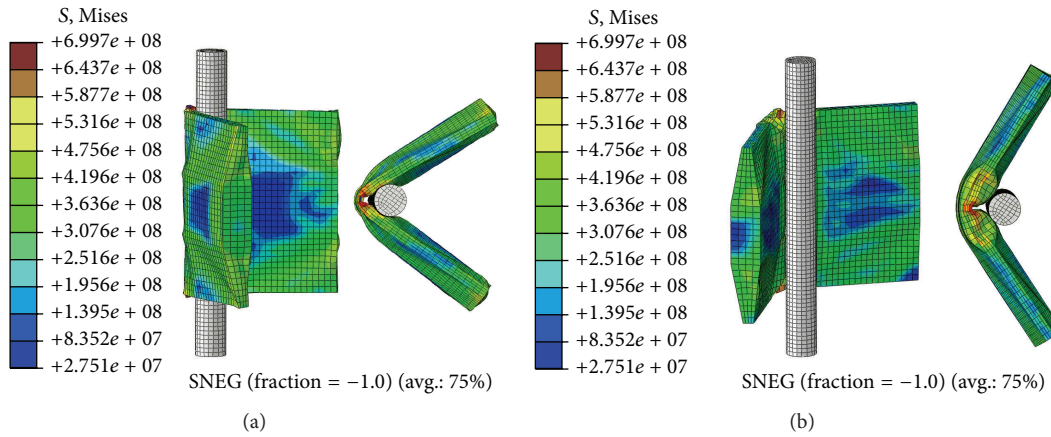 S, Mises
+6.997e + 08
+6.437e + 08
+5.877e + 08
+5.316e + 08
+4.756e + 08
+4.196e + 08
+3.636e + 08
+3.076e + 08
+2.516e + 08
+1.956e + 08
+1.395e + 08
+8.352e + 07
+2.751e + 07
SNEG (fraction = −1.0) (avg.: 75%)
(a)
S, Mises
+6.997e + 08
+6.437e + 08
+5.877e + 08
+5.316e + 08
+4.756e + 08
+4.196e + 08
+3.636e + 08
+3.076e + 08
+2.516e + 08
+1.956e + 08
+1.395e + 08
+8.352e + 07
+2.751e + 07
SNEG (fraction = −1.0) (avg.: 75%)
(b)